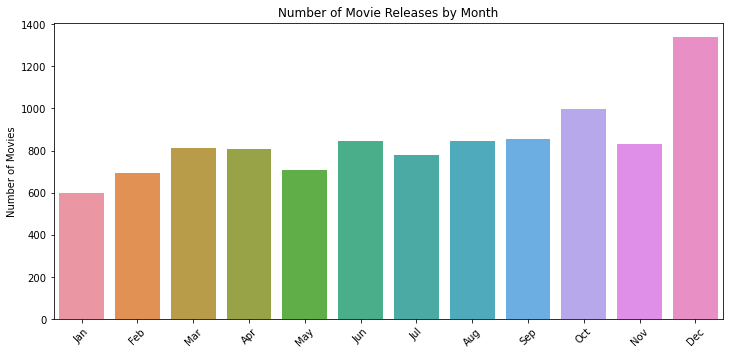 Number of Movie Releases by Month
Number of Movies
1400
1200
1000
800
600
400
200
0
Jan
Feb
Mar
Apr
May
Jun
Jul
Aug
Sep
Oct
Nov
Dec